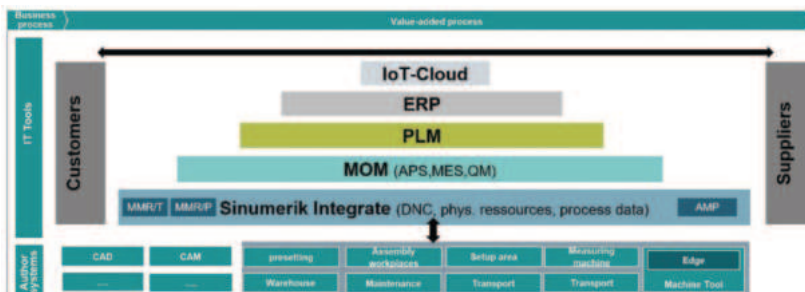 Business process
Value-added process
IT Tools
Customers
Suppliers
IoT-Cloud
ERP
PLM
MOM (APS,MES,QM)
MMR/T MMR/P Sinumerik Integrate (DNC, phys. ressources, process data) AMP
Author systems
CAD CAM presetting Assembly workplaces Setup area Measuring machine Edge
.... .... Warehouse Maintenance Transport Transport Machine Tool